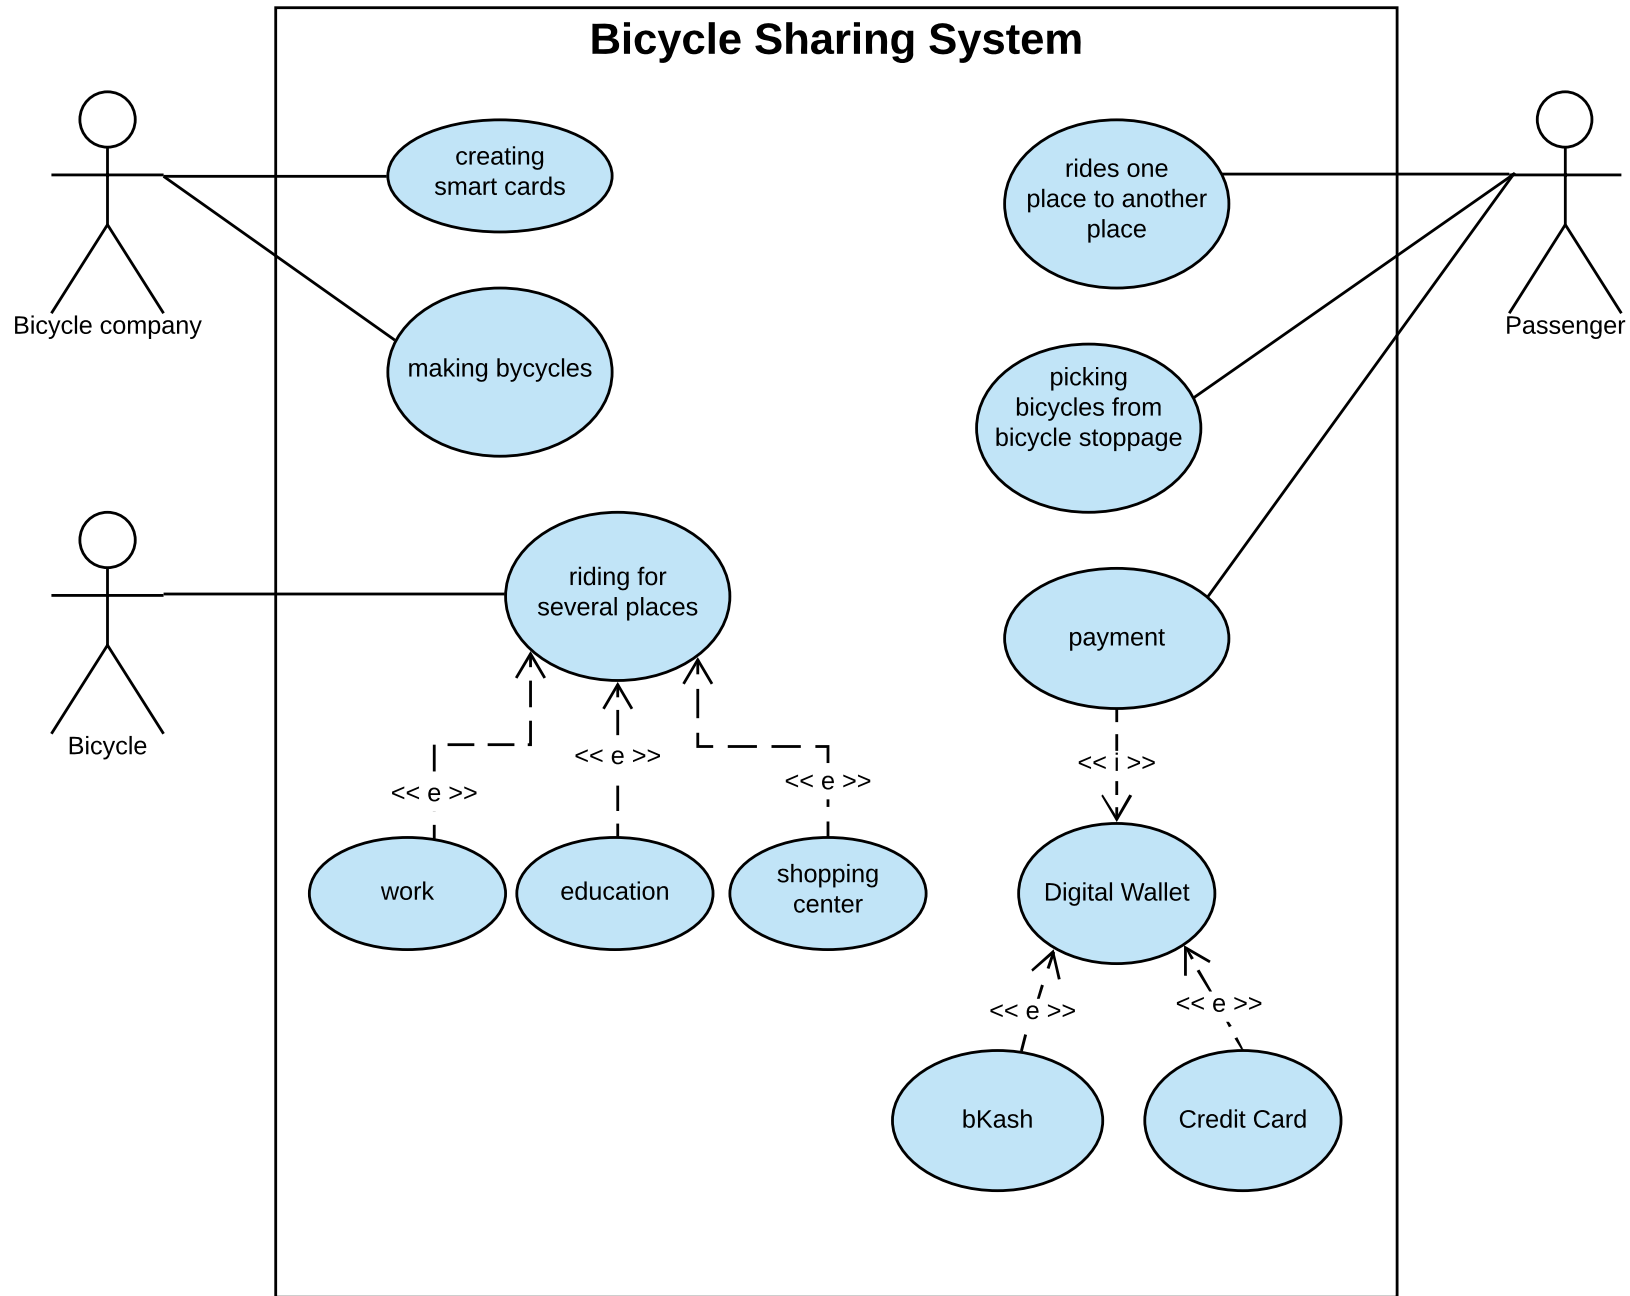 Bicycle Sharing System
creating
smart cards
rides one
place to another
place
Bicycle company
Passenger
making bycycles
picking
bicycles from
bicycle stoppage
riding for
several places
payment
Bicycle
<< e >>
<< e >>
<< e >>
<< i >>
work
education
shopping
center
Digital Wallet
<< e >>
<< e >>
bKash
Credit Card